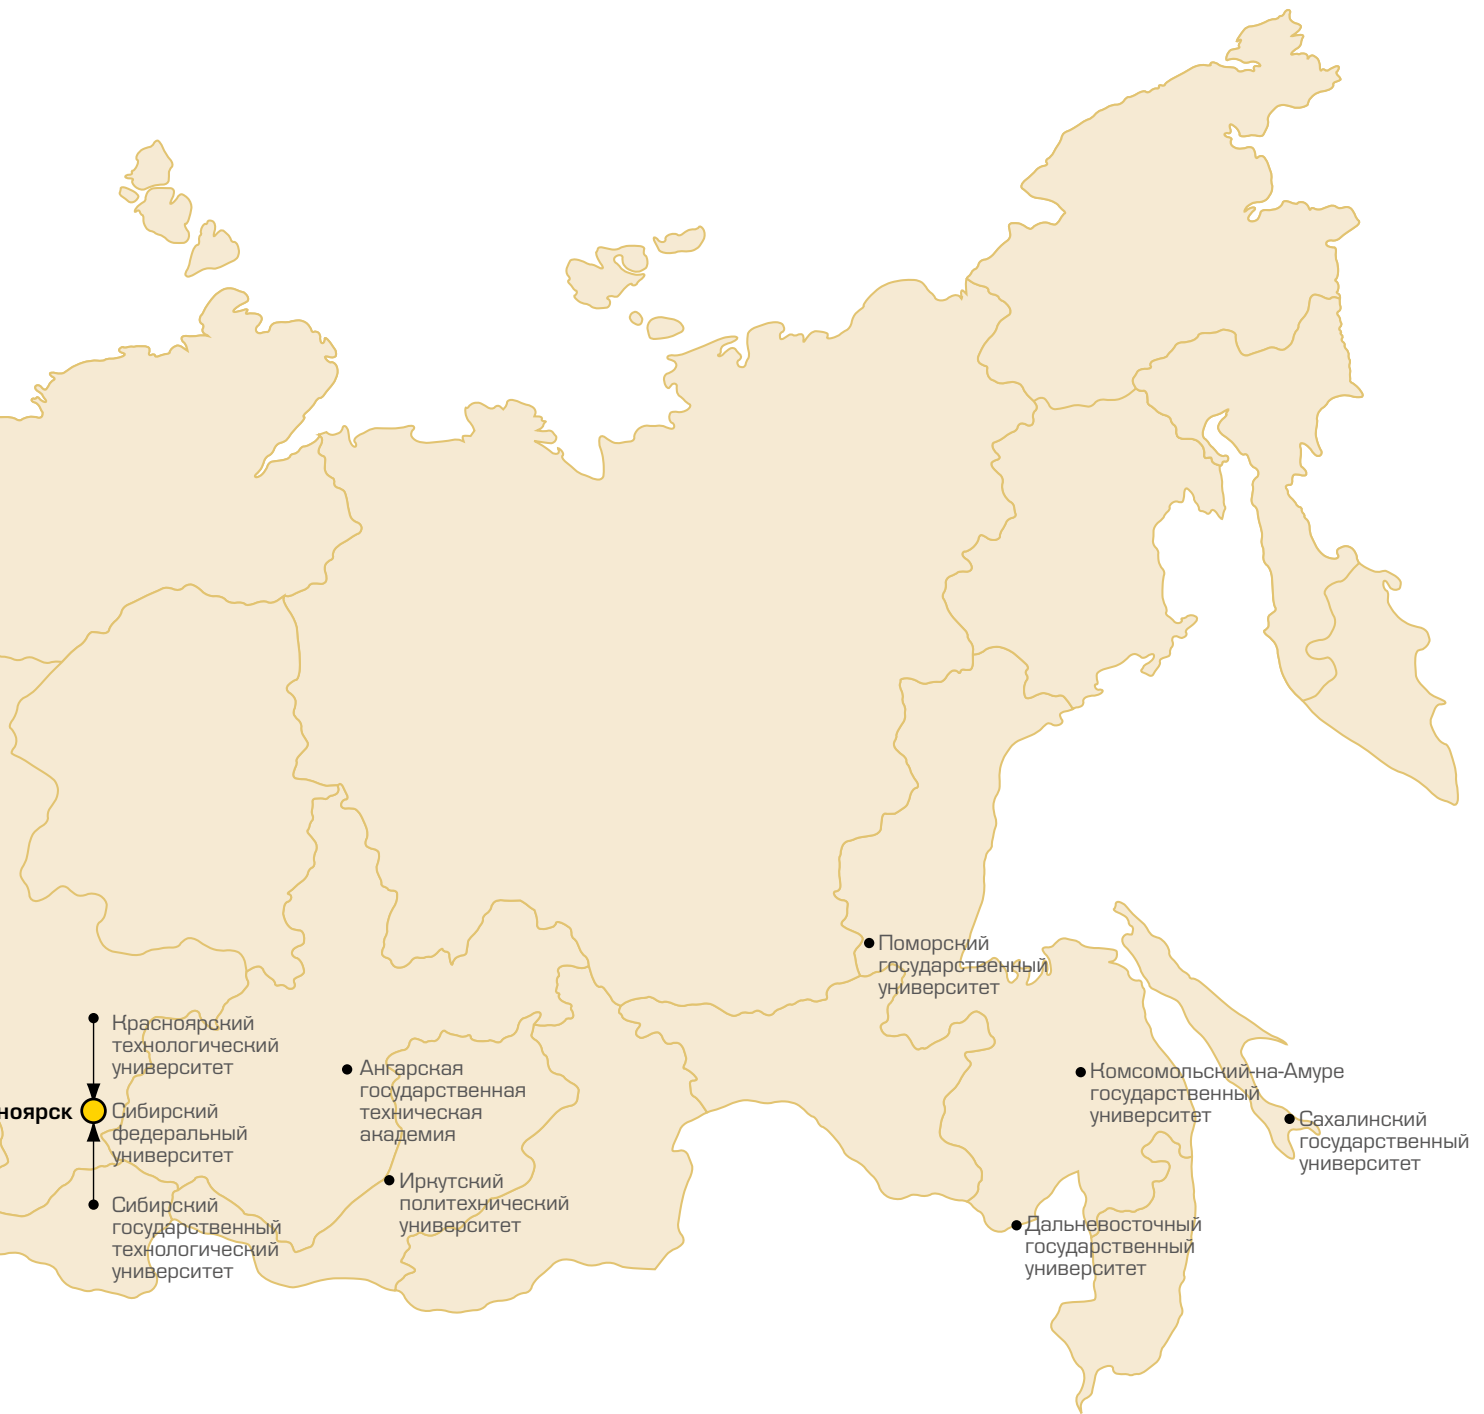 Поморский
государственный
университет
Красноярский
технологический
университет
ноярск
Сибирский
федеральный
университет
Сибирский
государственный
технологический
университет
Ангарская
государственная
техническая
академия
Иркутский
политехнический
университет
Комсомольский-на-Амуре
государственный
университет
Сахалинский
государственный
университет
Дальневосточный
государственный
университет